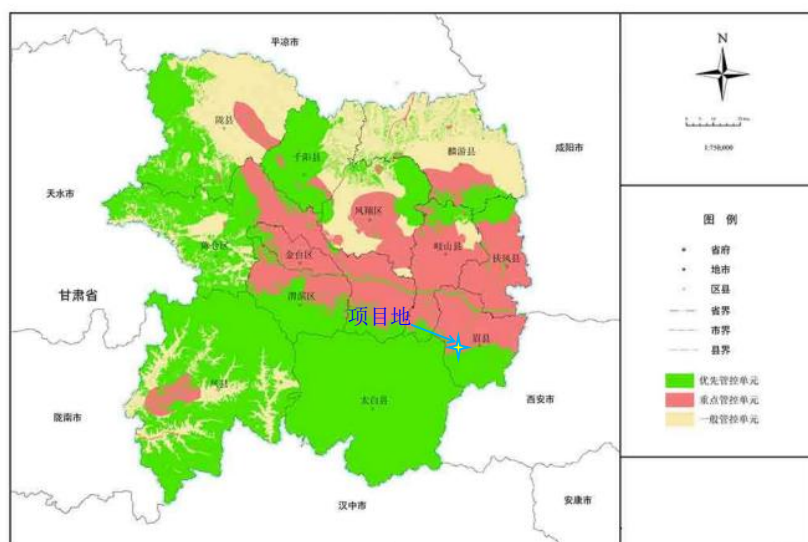 平凉市
N
1:750,000
咸阳市
天水市
甘肃省
陇南市
汉中市
安康市
西安市
陇县
千阳县
麟游县
凤翔区
陈仓区
金台区
岐山县
扶风县
渭滨区
项目地
眉县
凤县
太白县
图 例
省府
地市
区县
省界
市界
县界
优先管控单元
重点管控单元
一般管控单元